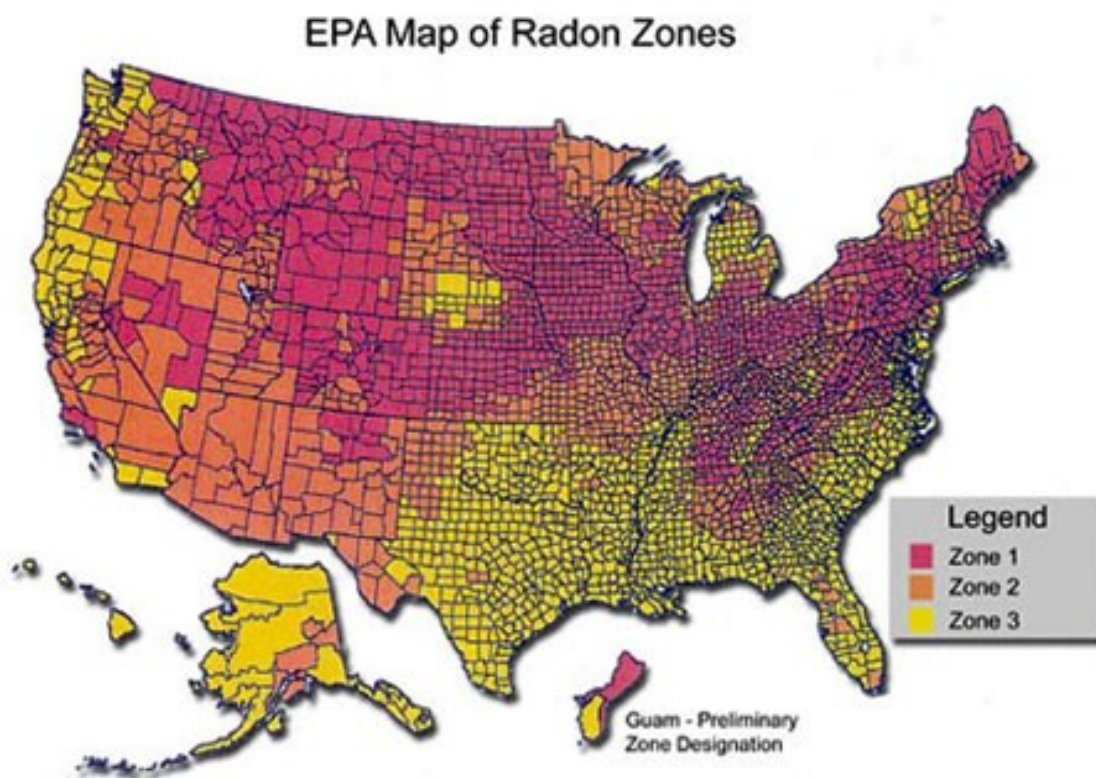 EPA Map of Radon Zones
Legend
Zone 1
Zone 2
Zone 3
Guam - Preliminary
Zone Designation